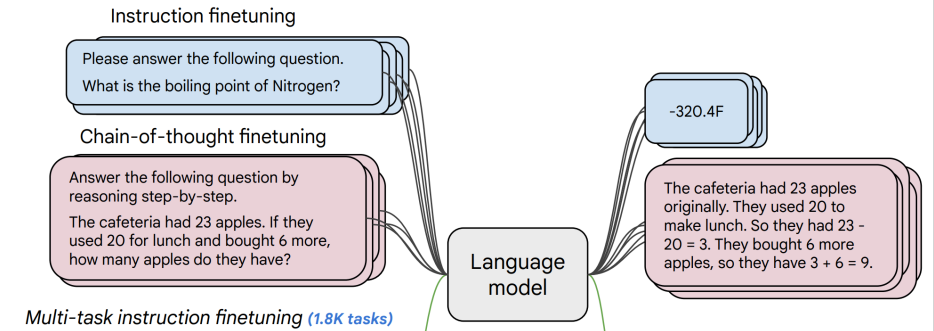 Instruction finetuning
Please answer the following question.
What is the boiling point of Nitrogen?
-320.4F
Chain-of-thought finetuning
Answer the following question by
reasoning step-by-step.
The cafeteria had 23 apples. If they
used 20 for lunch and bought 6 more,
how many apples do they have?
Language
model
The cafeteria had 23 apples
originally. They used 20 to
make lunch. So they had 23 -
20 = 3. They bought 6 more
apples, so they have 3 + 6 = 9.
Multi-task instruction finetuning (1.8K tasks)